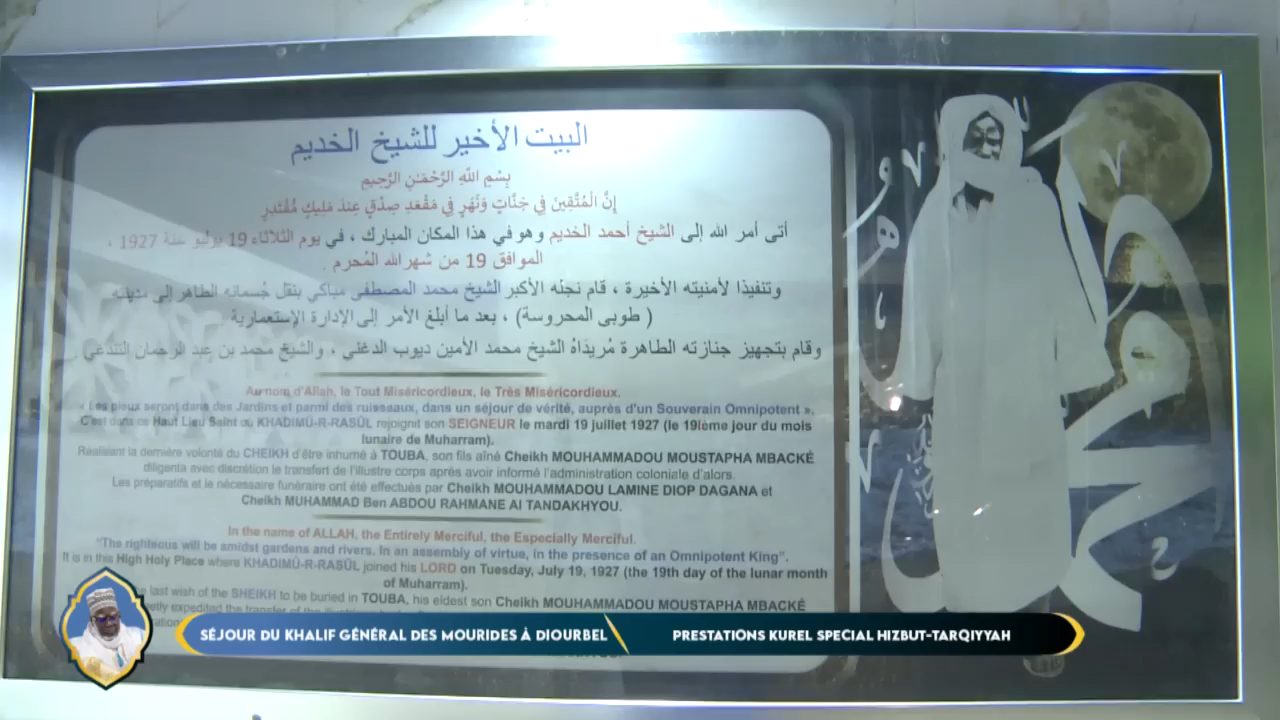 البيت الأخير للشيخ الخديم
بِسْمِ اللَّهِ الرَّحْمَـٰنِ الرَّحِيمِ
إِنَّ الْمُتَّقِينَ فِي جَنَّاتٍ وَنَهَرٍ فِي مَقْعَدِ صِدْقٍ عِندَ مَلِيكٍ مُّقْتَدِرٍ
أتى أمر الله إلى الشيخ أحمد الخديم وهو في هذا المكان المبارك ، في يوم الثلاثاء 19 يوليو سنة 1927 ،
الموافق 19 من شهر الله المُحرم .
وتنفيذا لأمنيته الأخيرة ، قام نجله الأكبر الشيخ محمد المصطفى مباكي بنقل جُسمانه الطاهر إلى مدينته
( طوبى المحروسة) ، بعد ما أبلغ الأمر إلى الإدارة الإستعمارية
وقام بتجهيز جنازته الطاهرة مُريدَاهُ الشيخ محمد الأمين ديوب الدغني ، والشيخ محمد بن عبد الرحمان التندغي .
Au nom d'Allah, le Tout Miséricordieux, le Très Miséricordieux.
« Les pieux seront dans des Jardins et parmi des ruisseaux, dans un séjour de vérité, auprès d'un Souverain Omnipotent ».
C'est dans ce Haut Lieu Saint où KHADIMÛ-R-RASÛL rejoignit son SEIGNEUR le mardi 19 juillet 1927 (le 19ième jour du mois
lunaire de Muharram).
Réalisant la dernière volonté du CHEIKH d'être inhumé à TOUBA, son fils aîné Cheikh MOUHAMMADOU MOUSTAPHA MBACKÉ
diligenta avec discrétion le transfert de l'illustre corps après avoir informé l'administration coloniale d'alors.
Les préparatifs et le nécessaire funéraire ont été effectués par Cheikh MOUHAMMADOU LAMINE DIOP DAGANA et
Cheikh MUHAMMAD Ben ABDOU RAHMANE Al TANDAKHYOU.
In the name of ALLAH, the Entirely Merciful, the Especially Merciful.
"The righteous will be amidst gardens and rivers. In an assembly of virtue, in the presence of an Omnipotent King".
It is in this High Holy Place where KHADIMÛ-R-RASÛL joined his LORD on Tuesday, July 19, 1927 (the 19th day of the lunar month
of Muharram).
last wish of the SHEIKH to be buried in TOUBA, his eldest son Cheikh MOUHAMMADOU MOUSTAPHA MBACKÉ
SÉJOUR DU KHALIF GÉNÉRAL DES MOURIDES À DIOURBEL
PRESTATIONS KUREL SPECIAL HIZBUT-TARQIYYAH